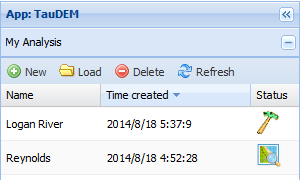 App: TauDEM
My Analysis
New Load Delete Refresh
Name Time created Status
Logan River 2014/8/18 5:37:9
Reynolds 2014/8/18 4:52:28